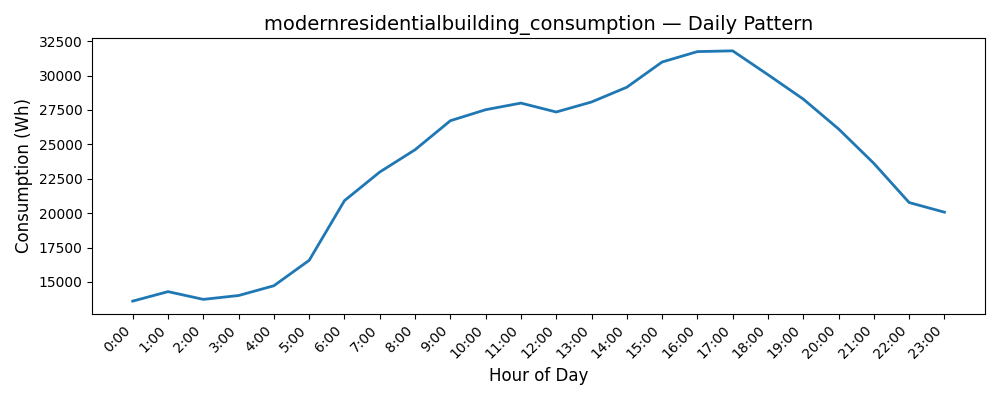 modernresidentialbuilding_consumption — Daily Pattern
Consumption (Wh)
32500
30000
27500
25000
22500
20000
17500
15000
0:00 1:00 2:00 3:00 4:00 5:00 6:00 7:00 8:00 9:00 10:00 11:00 12:00 13:00 14:00 15:00 16:00 17:00 18:00 19:00 20:00 21:00 22:00 23:00
Hour of Day